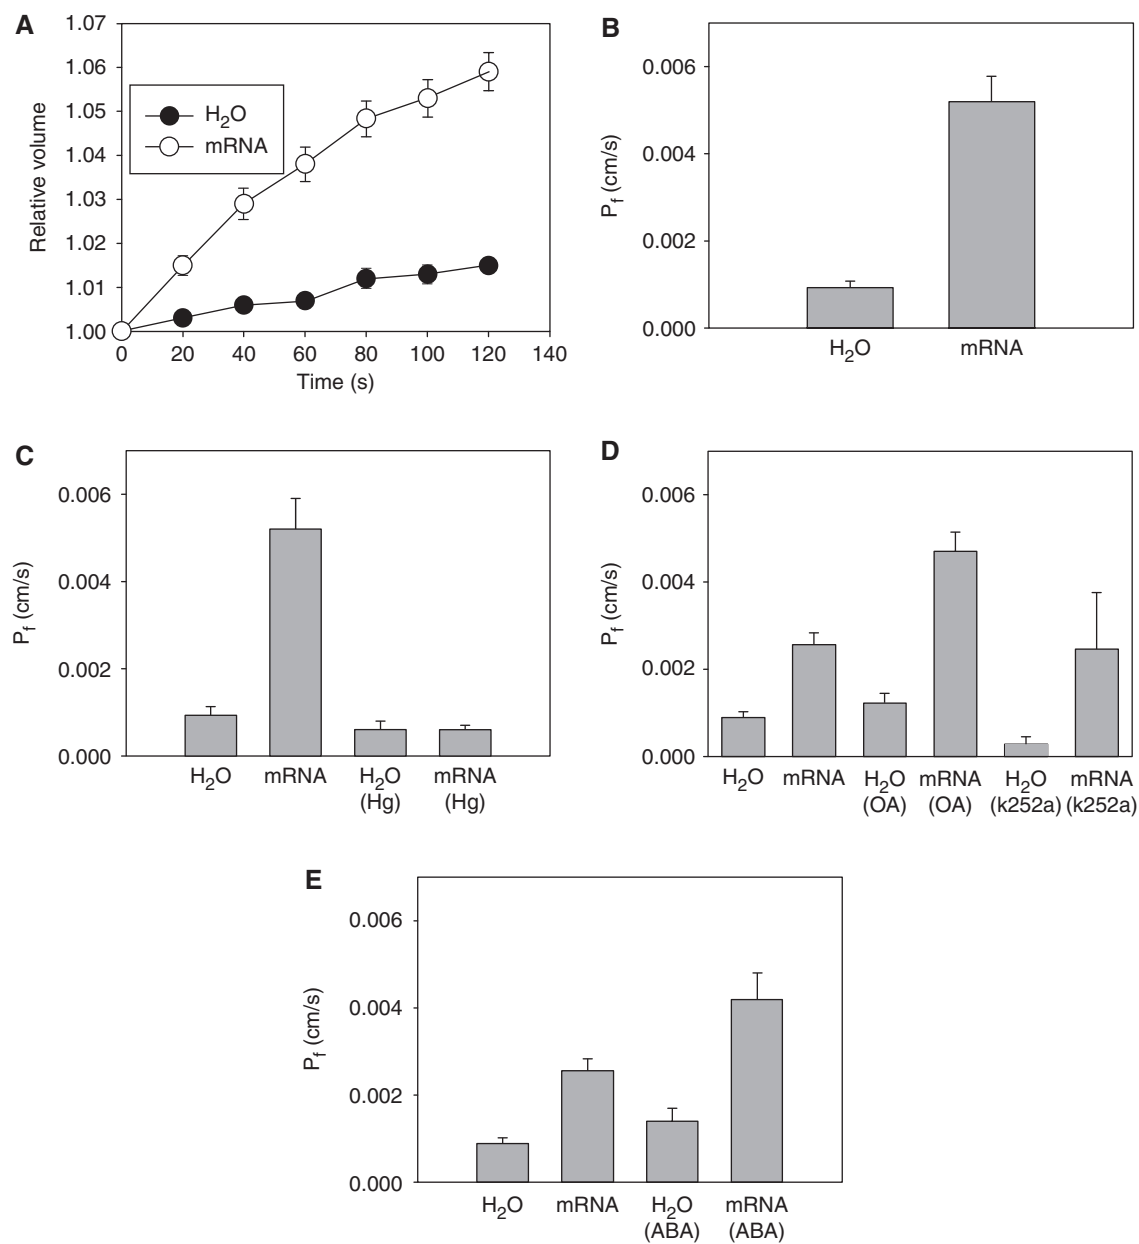 A
1.07
1.06
1.05
1.04
1.03
1.02
1.01
1.00
Relative volume
H2O
mRNA
0 20 40 60 80 100 120 140
Time (s)
B
0.006
0.004
0.002
0.000
Pf (cm/s)
H2O mRNA
C
0.006
0.004
0.002
0.000
Pf (cm/s)
H2O mRNA H2O mRNA
(Hg) (Hg)
D
0.006
0.004
0.002
0.000
Pf (cm/s)
H2O mRNA H2O mRNA H2O mRNA
(OA) (OA) (k252a) (k252a)
E
0.006
0.004
0.002
0.000
Pf (cm/s)
H2O mRNA H2O mRNA
(ABA) (ABA)